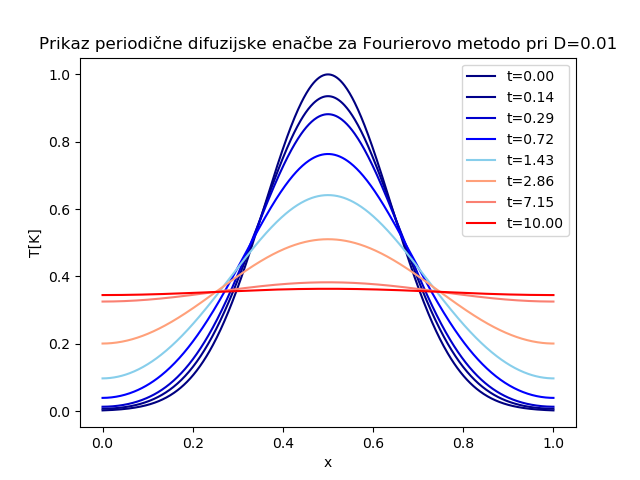 Prikaz periodične difuzijske enačbe za Fourierovo metodo pri D=0.01
1.0
0.8
0.6
0.4
0.2
0.0
T[K]
t=0.00
t=0.14
t=0.29
t=0.72
t=1.43
t=2.86
t=7.15
t=10.00
0.0 0.2 0.4 0.6 0.8 1.0
x